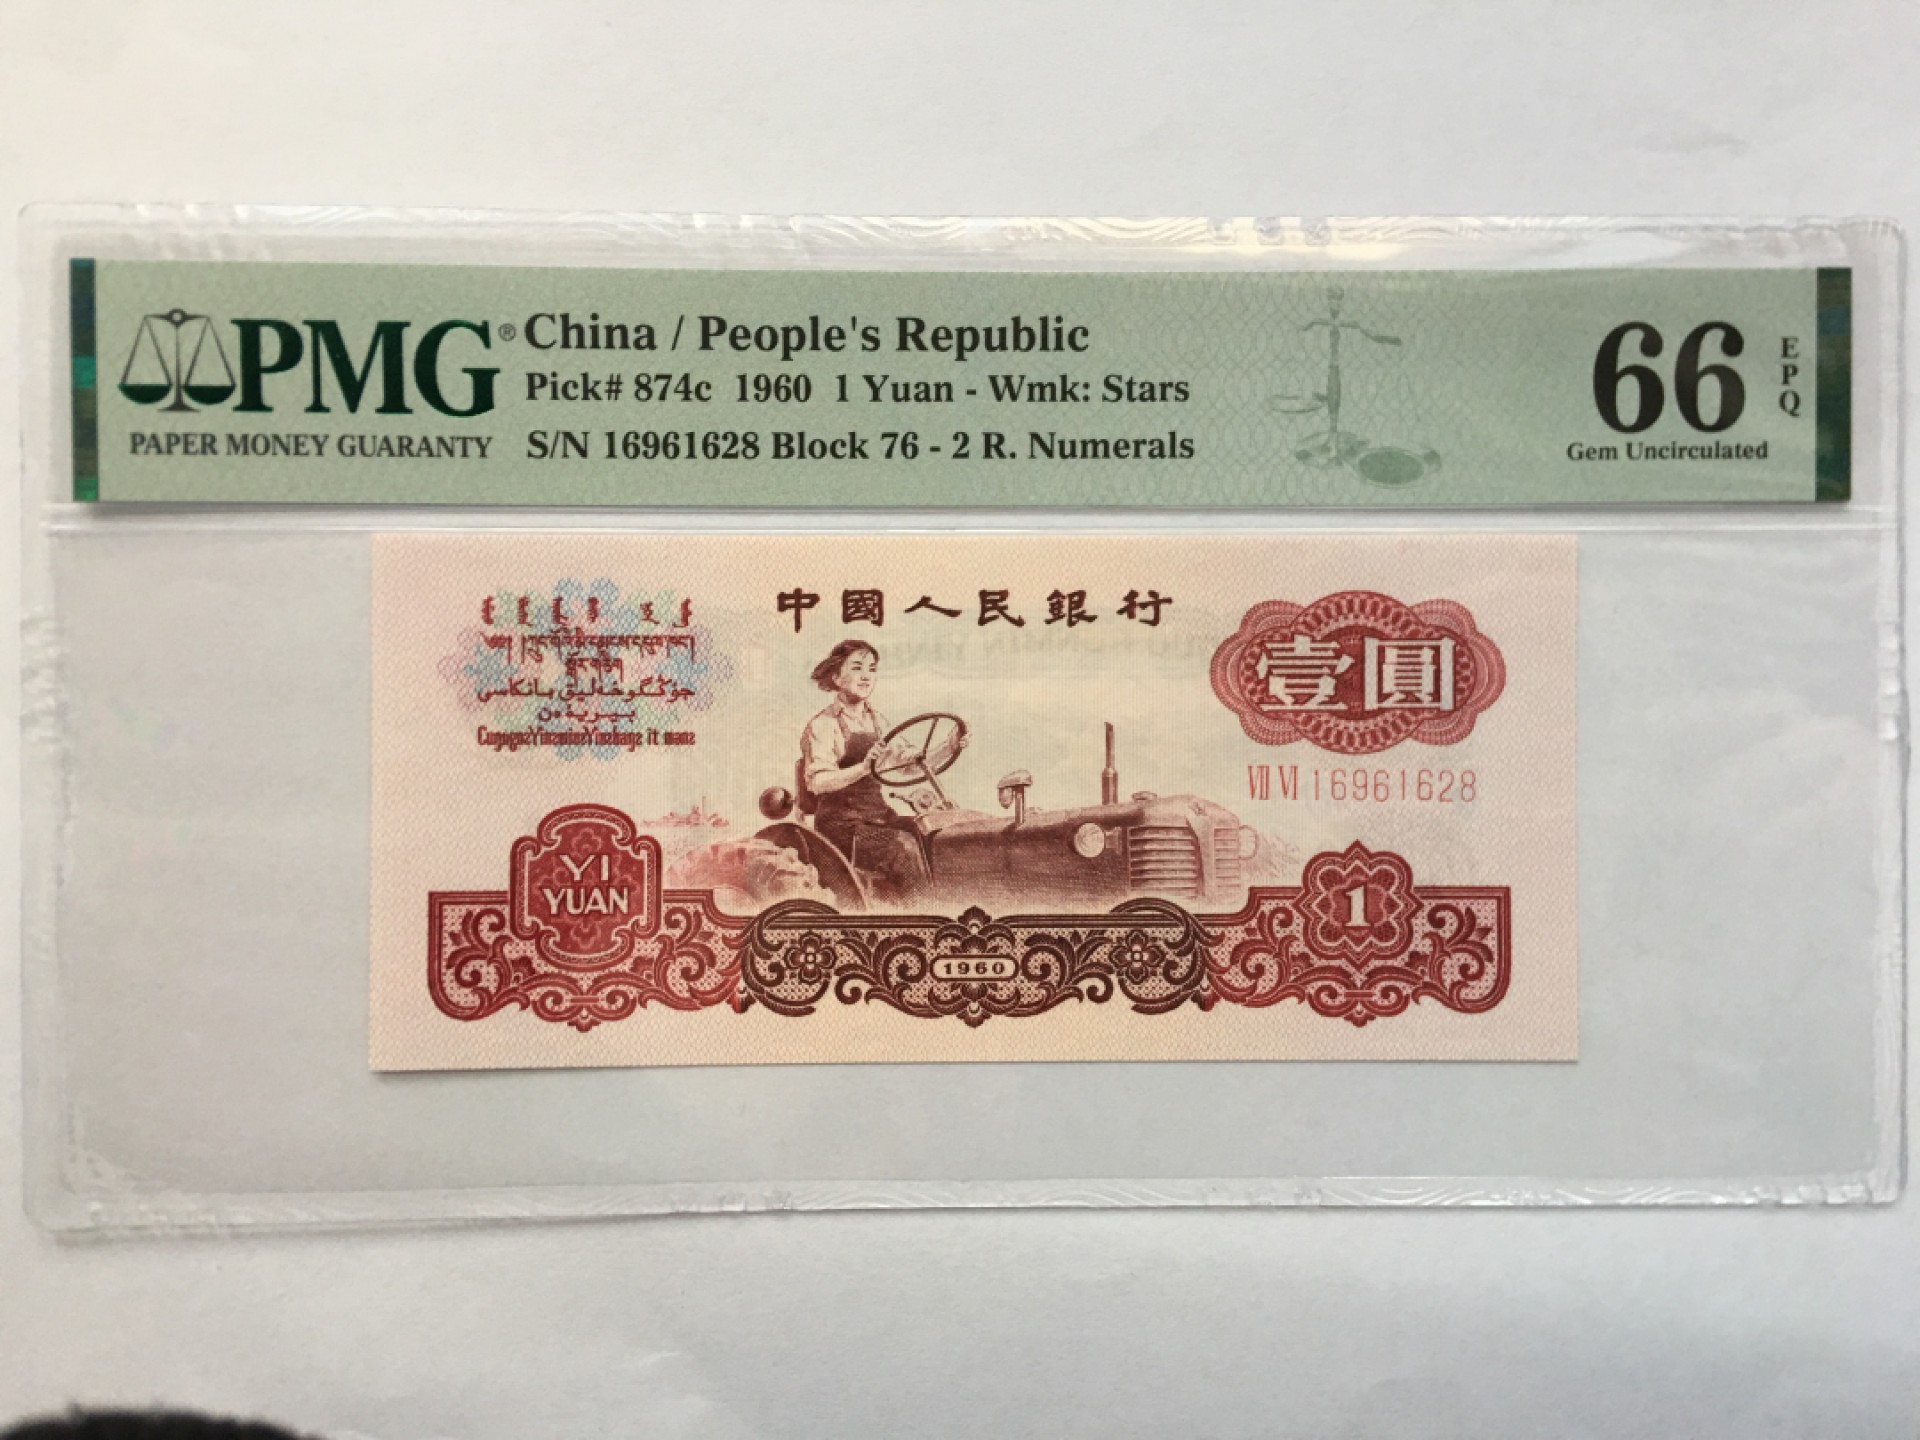 PMG®
PAPER MONEY GUARANTY
China / People's Republic
Pick# 874c 1960 1 Yuan - Wmk: Stars
S/N 16961628 Block 76 - 2 R. Numerals
66
EPQ
Gem Uncirculated
中國人民銀行
壹圓
VII VI 16961628
YI
YUAN
1960
1